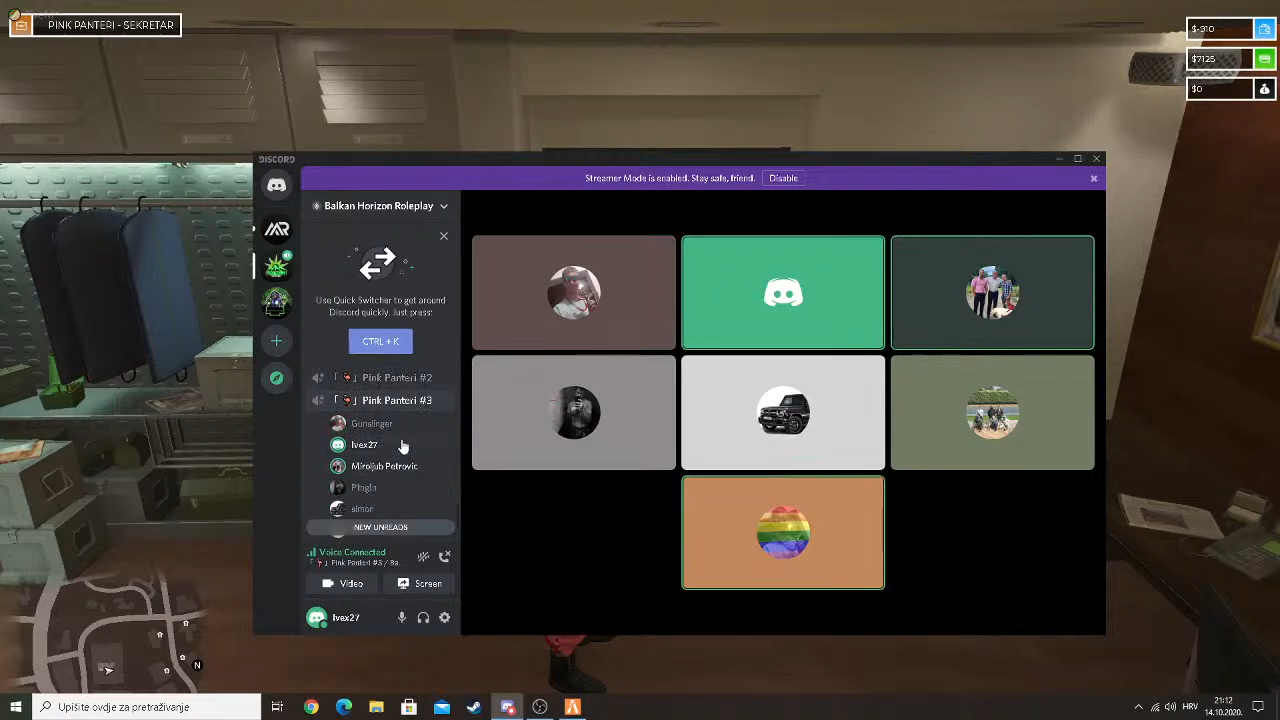 PINK PANTERI - SEKRETAR
$-910
$7125
$0
DISCORD
Streamer Mode is enabled. Stay safe, friend.
Disable
Balkan Horizon Roleplay
Use Quick Switcher to get around
Discord quickly. Just press:
CTRL + K
Pink Panteri #2
Pink Panteri #3
Gunslinger
Ivex27
Miroljub Petrovic
simon
NEW UNREADS
Voice Connected
Pink Panteri #3 / Ba...
Video
Screen
Ivex27
N
Upišite ovdje za pretraživanje
HRV
21:12
14.10.2020.